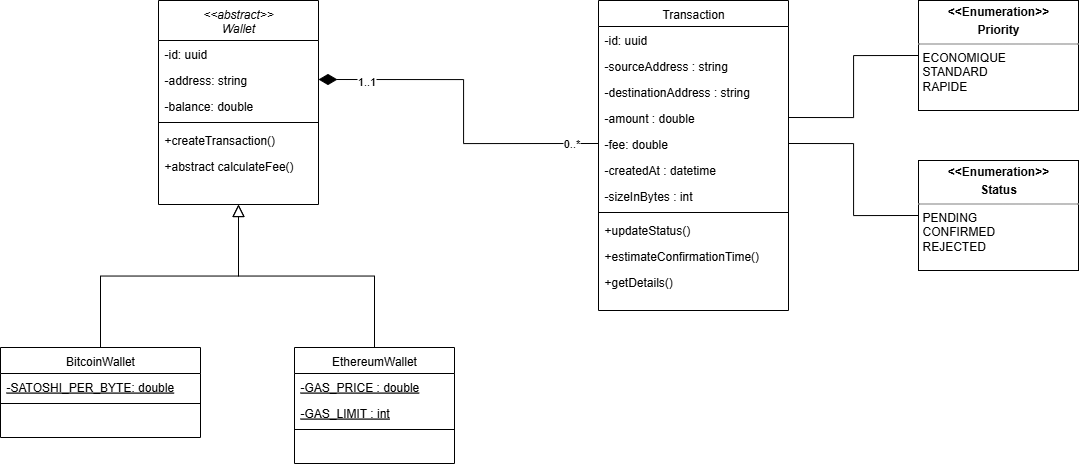 <<abstract>>
Wallet
-id: uuid
-address: string
-balance: double
+createTransaction()
+abstract calculateFee()
1..1
0..*
Transaction
-id: uuid
-sourceAddress : string
-destinationAddress : string
-amount : double
-fee: double
-createdAt : datetime
-sizeInBytes : int
+updateStatus()
+estimateConfirmationTime()
+getDetails()
<<Enumeration>>
Priority
ECONOMIQUE
STANDARD
RAPIDE
<<Enumeration>>
Status
PENDING
CONFIRMED
REJECTED
BitcoinWallet
-SATOSHI_PER_BYTE: double
EthereumWallet
-GAS_PRICE : double
-GAS_LIMIT : int